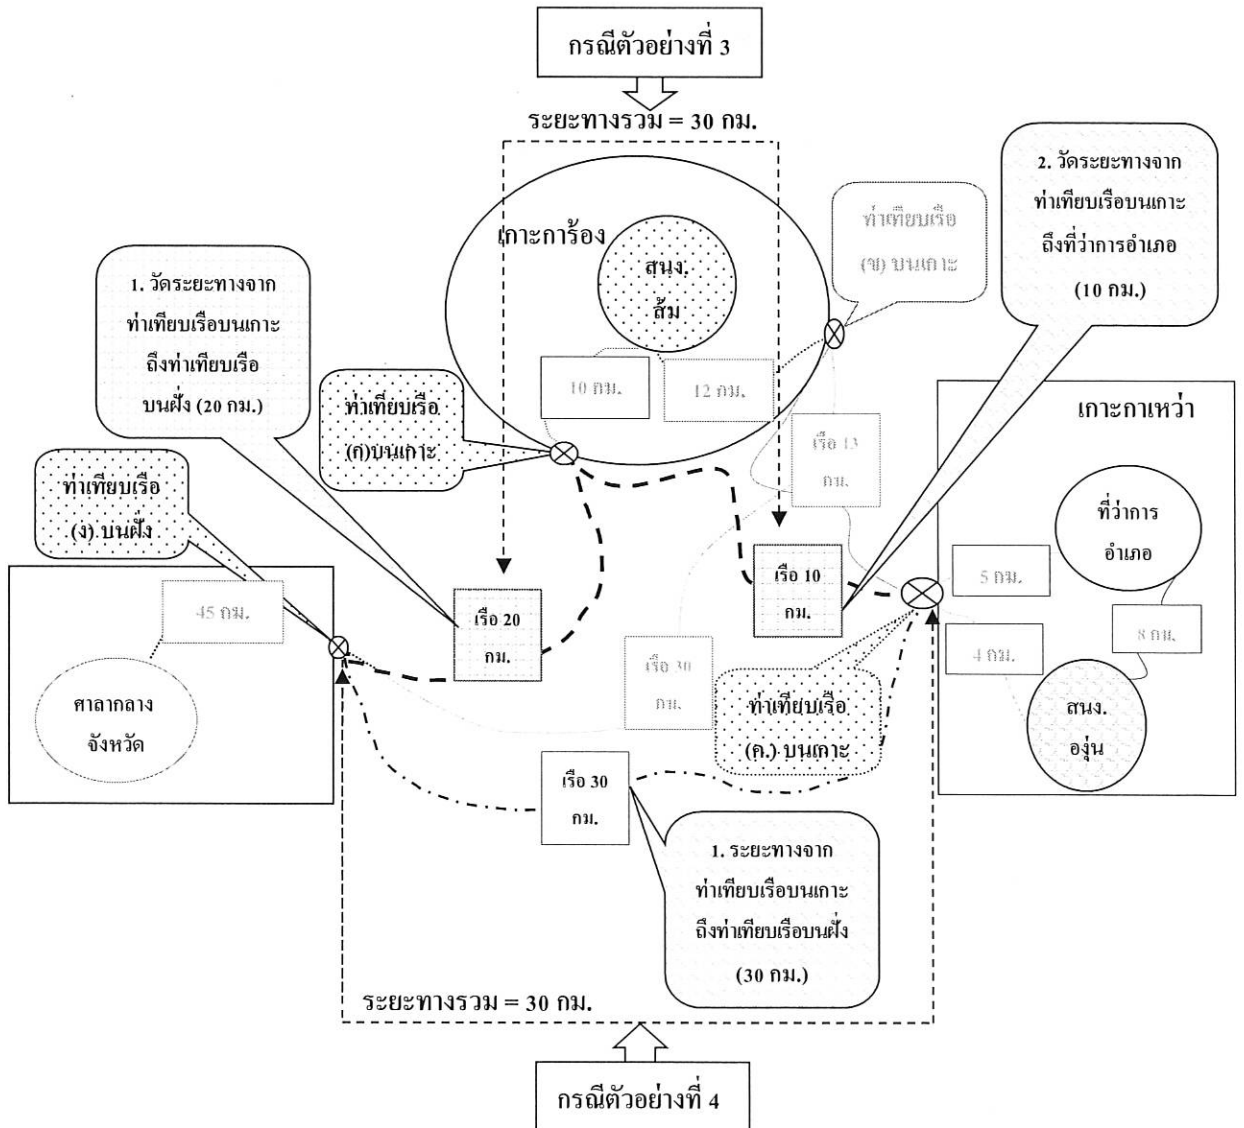 กรณีตัวอย่างที่ 3
ระยะทางรวม = 30 กม.
2. วัดระยะทางจาก
ท่าเทียบเรือบนเกาะ
ถึงที่ว่าการอำเภอ
(10 กม.)
ท่าเทียบเรือ
(ข) บนเกาะ
เกาะการ้อง
สนง.
ส้ม
1. วัดระยะทางจาก
ท่าเทียบเรือบนเกาะ
ถึงท่าเทียบเรือ
บนฝั่ง (20 กม.)
10 กม.
12 กม.
ท่าเทียบเรือ
(ก)บนเกาะ
เกาะกาเหว่า
เรือ 13
กม.
ท่าเทียบเรือ
(ง) บนฝั่ง
ที่ว่าการ
อำเภอ
45 กม.
เรือ 20
กม.
เรือ 10
กม.
5 กม.
8 กม.
4 กม.
เรือ 30
กม.
ศาลากลาง
จังหวัด
ท่าเทียบเรือ
(ค.) บนเกาะ
สนง.
องุ่น
เรือ 30
กม.
1. ระยะทางจาก
ท่าเทียบเรือบนเกาะ
ถึงท่าเทียบเรือบนฝั่ง
(30 กม.)
ระยะทางรวม = 30 กม.
กรณีตัวอย่างที่ 4